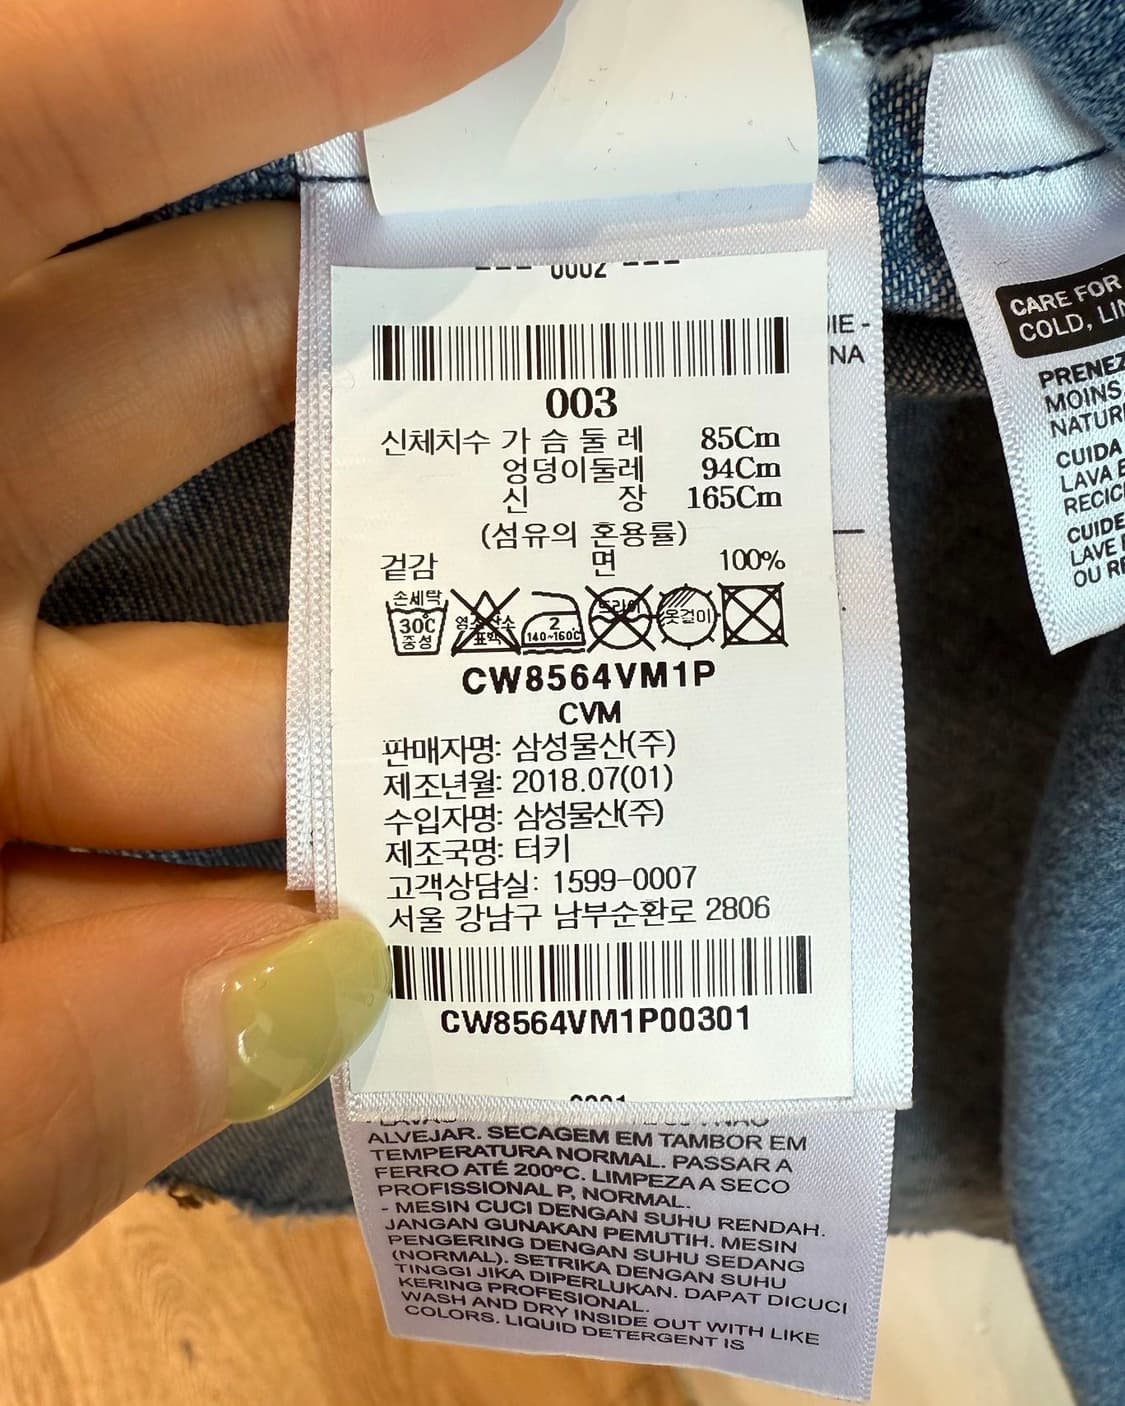 0002
003
신체치수 가 슴 둘 레 85Cm
엉덩이둘레 94Cm
신 장 165Cm
(섬유의 혼용률)
겉감 면 100%
손세탁
30℃
중성
염소
표백
2
140~160℃
드라이
옷걸이
CW8564VM1P
CVM
판매자명: 삼성물산(주)
제조년월: 2018.07(01)
수입자명: 삼성물산(주)
제조국명: 터키
고객상담실: 1599-0007
서울 강남구 남부순환로 2806
CW8564VM1P00301
ALVEJAR. SECAGEM EM TAMBOR EM
TEMPERATURA NORMAL. PASSAR A
FERRO ATÉ 200°C. LIMPEZA A SECO
PROFISSIONAL P, NORMAL.
- MESIN CUCI DENGAN SUHU RENDAH.
JANGAN GUNAKAN PEMUTIH. MESIN
PENGERING DENGAN SUHU SEDANG
(NORMAL). SETRIKA DENGAN SUHU
TINGGI JIKA DIPERLUKAN. DAPAT DICUCI
KERING PROFESIONAL.
WASH AND DRY INSIDE OUT WITH LIKE
COLORS. LIQUID DETERGENT IS
CARE FOR
COLD,
PRENEZ
MOINS
CUIDA
LAVA
CUIDE
LAVE
OU